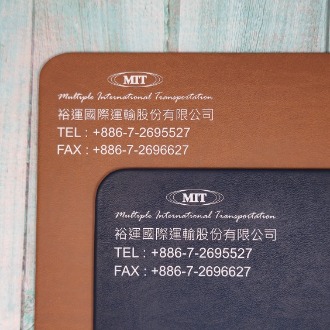 MIT
Multiple International Transportation
裕運國際運輸股份有限公司
TEL : +886-7-2695527
FAX : +886-7-2696627
MIT
Multiple International Transportation
裕運國際運輸股份有限公司
TEL : +886-7-2695527
FAX : +886-7-2696627